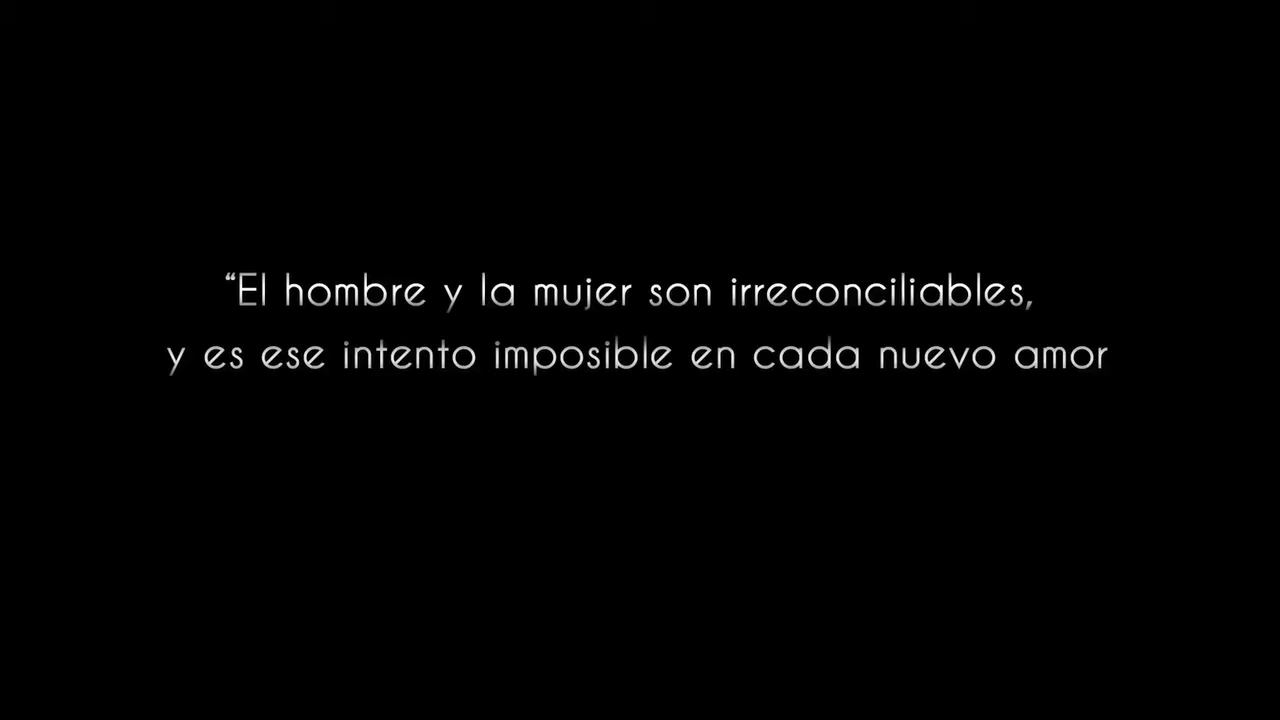 “El hombre y la mujer son irreconciliables,
y es ese intento imposible en cada nuevo amor